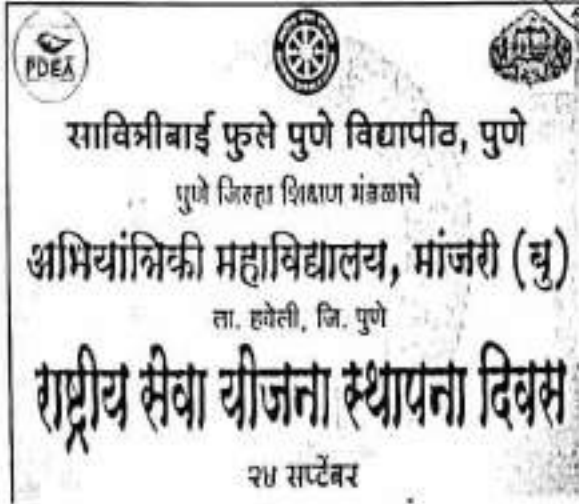 PDEA
सावित्रीबाई फुले पुणे विद्यापीठ, पुणे
पुणे जिल्हा शिक्षण मंडळाचे
अभियांत्रिकी महाविद्यालय, मांजरी (बु)
ता. हवेली, जि. पुणे
राष्ट्रीय सेवा योजना स्थापना दिवस
२४ सप्टेंबर